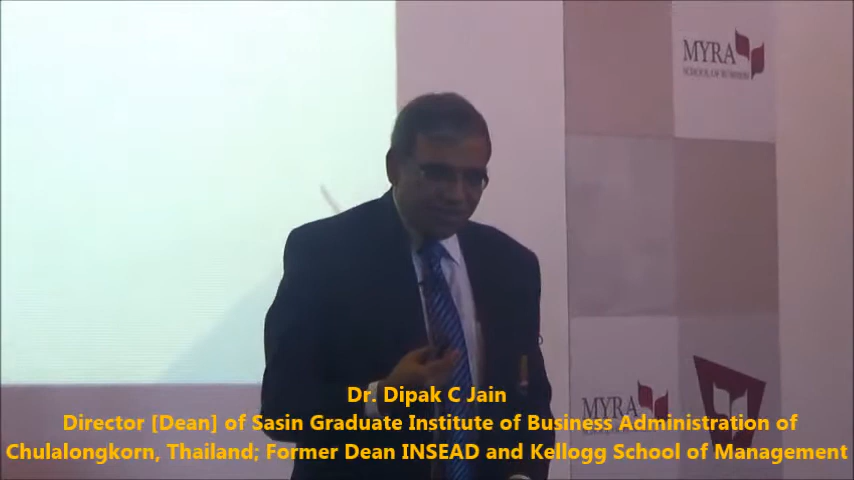 MYRA
SCHOOL OF BUSINESS
MYRA
Dr. Dipak C Jain
Director [Dean] of Sasin Graduate Institute of Business Administration of
Chulalongkorn, Thailand; Former Dean INSEAD and Kellogg School of Management